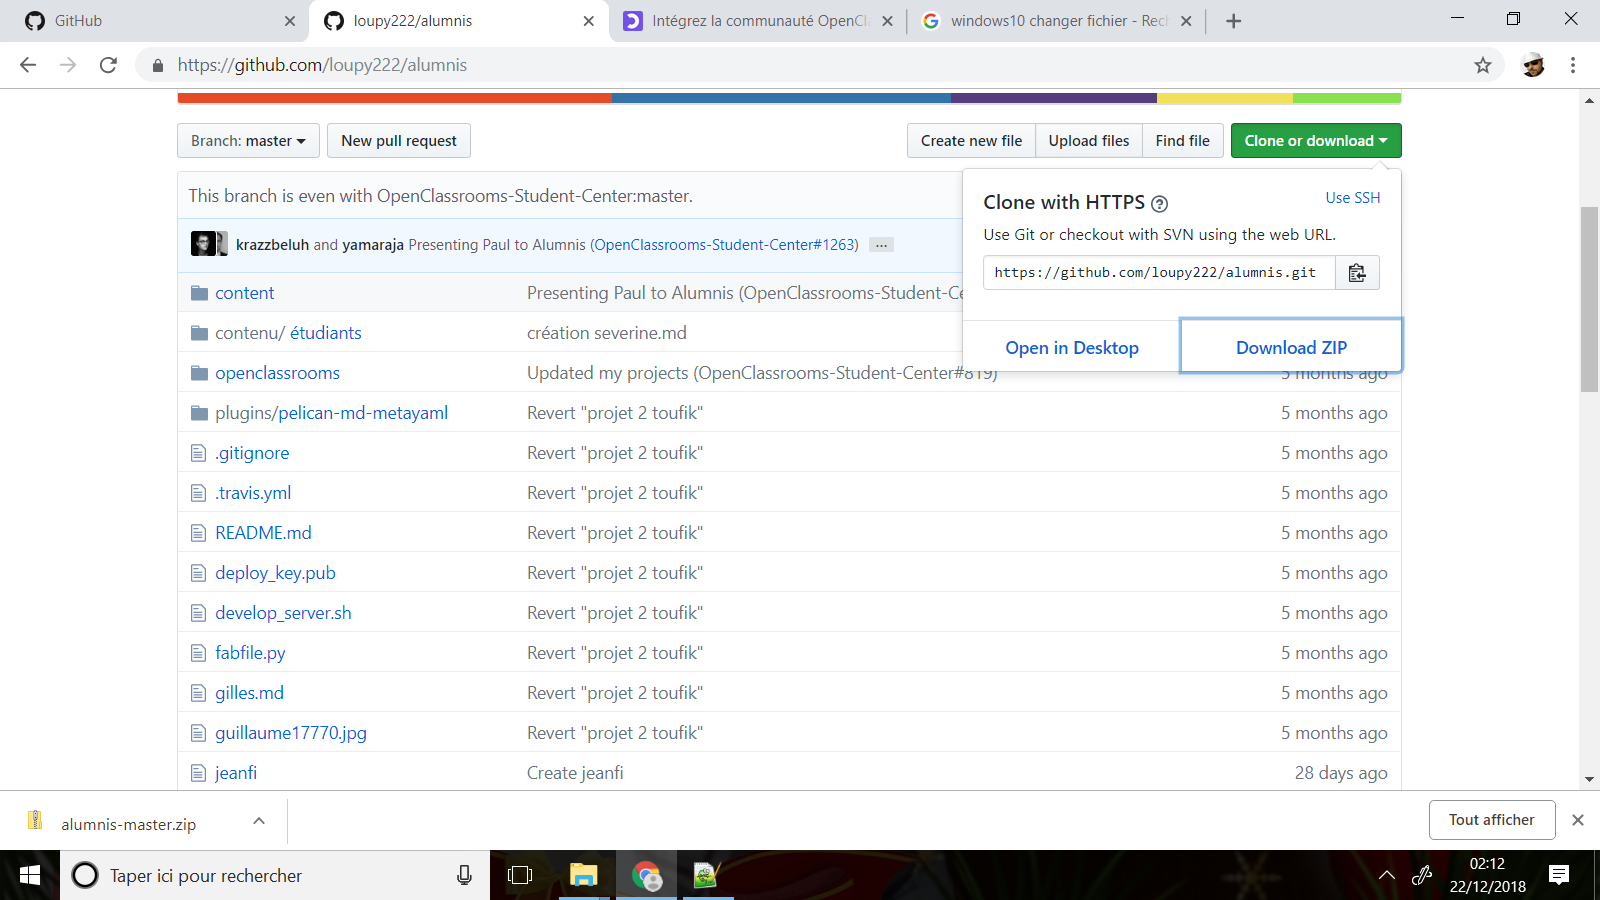 GitHub
loupy222/alumnis
Intégrez la communauté OpenCl
windows10 changer fichier - Rec
https://github.com/loupy222/alumnis
Branch: master
New pull request
Create new file
Upload files
Find file
Clone or download
This branch is even with OpenClassrooms-Student-Center:master.
Clone with HTTPS
Use SSH
Use Git or checkout with SVN using the web URL.
https://github.com/loupy222/alumnis.git
Open in Desktop
Download ZIP
krazzbeluh and yamaraja Presenting Paul to Alumnis (OpenClassrooms-Student-Center#1263) ...
content Presenting Paul to Alumnis (OpenClassrooms-Student-Ce
contenu/ étudiants création severine.md
openclassrooms Updated my projects (OpenClassrooms-Student-Center#819) 5 months ago
plugins/pelican-md-metayaml Revert "projet 2 toufik" 5 months ago
.gitignore Revert "projet 2 toufik" 5 months ago
.travis.yml Revert "projet 2 toufik" 5 months ago
README.md Revert "projet 2 toufik" 5 months ago
deploy_key.pub Revert "projet 2 toufik" 5 months ago
develop_server.sh Revert "projet 2 toufik" 5 months ago
fabfile.py Revert "projet 2 toufik" 5 months ago
gilles.md Revert "projet 2 toufik" 5 months ago
guillaume17770.jpg Revert "projet 2 toufik" 5 months ago
jeanfi Create jeanfi 28 days ago
alumnis-master.zip
Tout afficher
Taper ici pour rechercher
02:12
22/12/2018